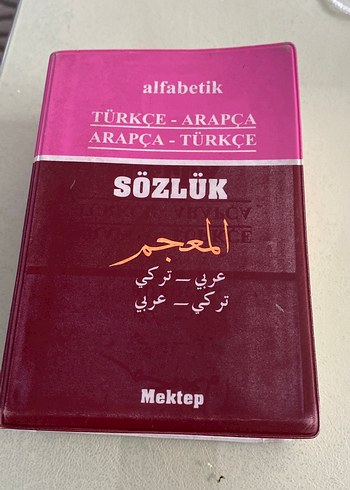 alfabetik
TÜRKÇE - ARAPÇA
ARAPÇA - TÜRKÇE
SÖZLÜK
المعجم
عربي – تركي
تركي – عربي
Mektep